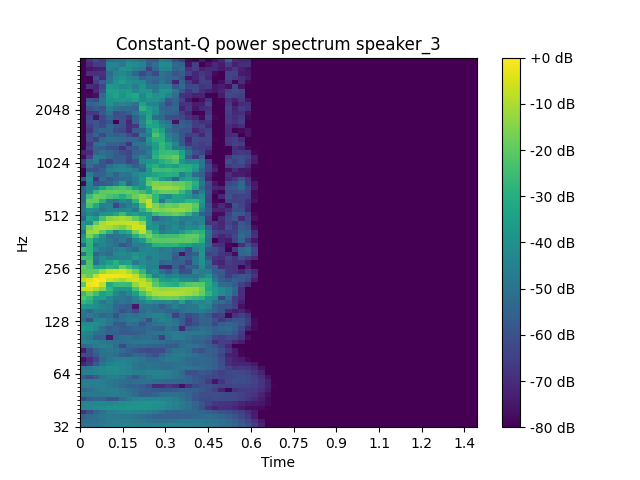 Constant-Q power spectrum speaker_3
Hz
2048
1024
512
256
128
64
32
0 0.15 0.3 0.45 0.6 0.75 0.9 1.1 1.2 1.4
Time
+0 dB
-10 dB
-20 dB
-30 dB
-40 dB
-50 dB
-60 dB
-70 dB
-80 dB